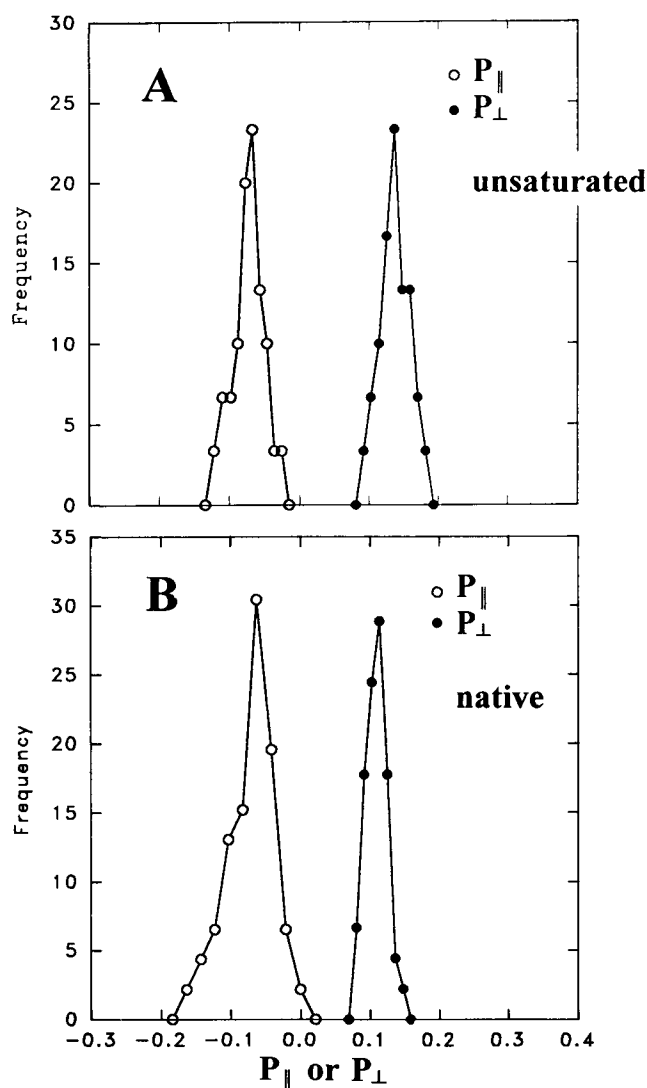 30
25
20
15
10
5
0
Frequency
A
○ P∥
● P⊥
unsaturated
35
30
25
20
15
10
5
0
Frequency
B
○ P∥
● P⊥
native
−0.3 −0.2 −0.1 0.0 0.1 0.2 0.3 0.4
P∥ or P⊥